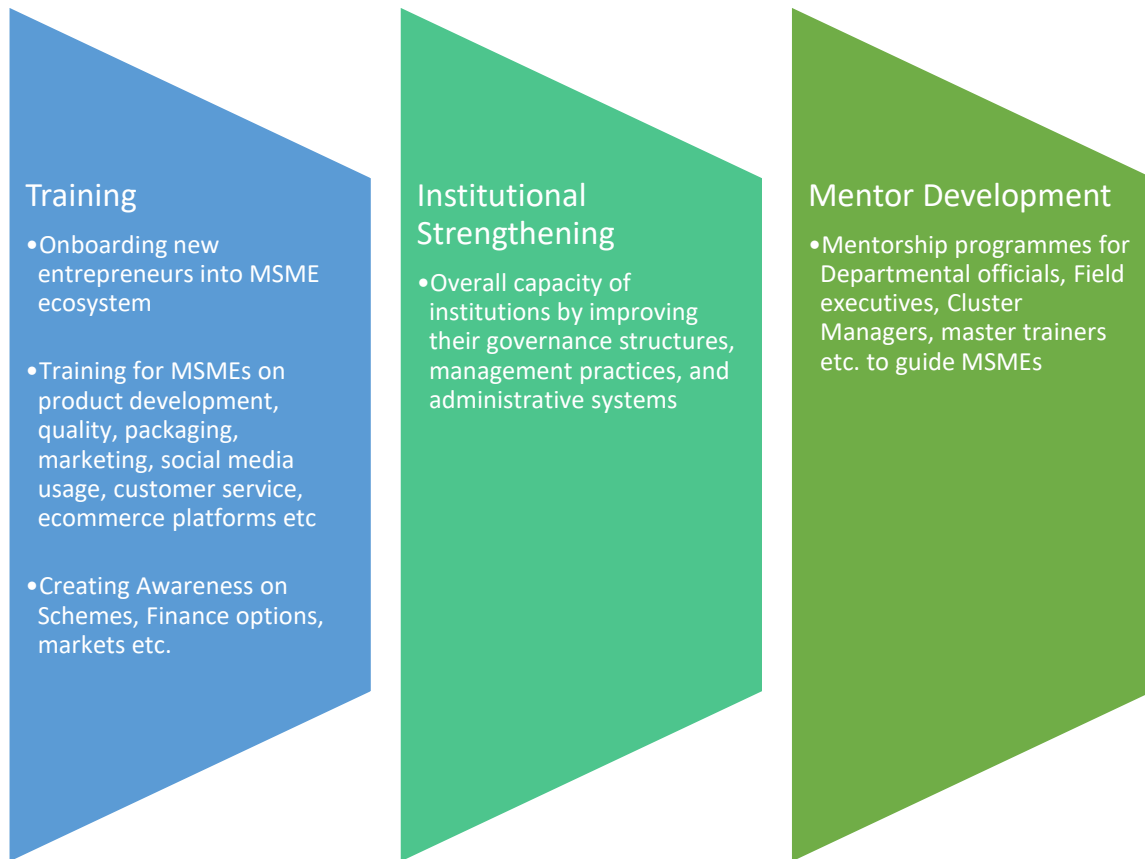 Training
•Onboarding new
entrepreneurs into MSME
ecosystem
•Training for MSMEs on
product development,
quality, packaging,
marketing, social media
usage, customer service,
ecommerce platforms etc
•Creating Awareness on
Schemes, Finance options,
markets etc.
Institutional
Strengthening
•Overall capacity of
institutions by improving
their governance structures,
management practices, and
administrative systems
Mentor Development
•Mentorship programmes for
Departmental officials, Field
executives, Cluster
Managers, master trainers
etc. to guide MSMEs